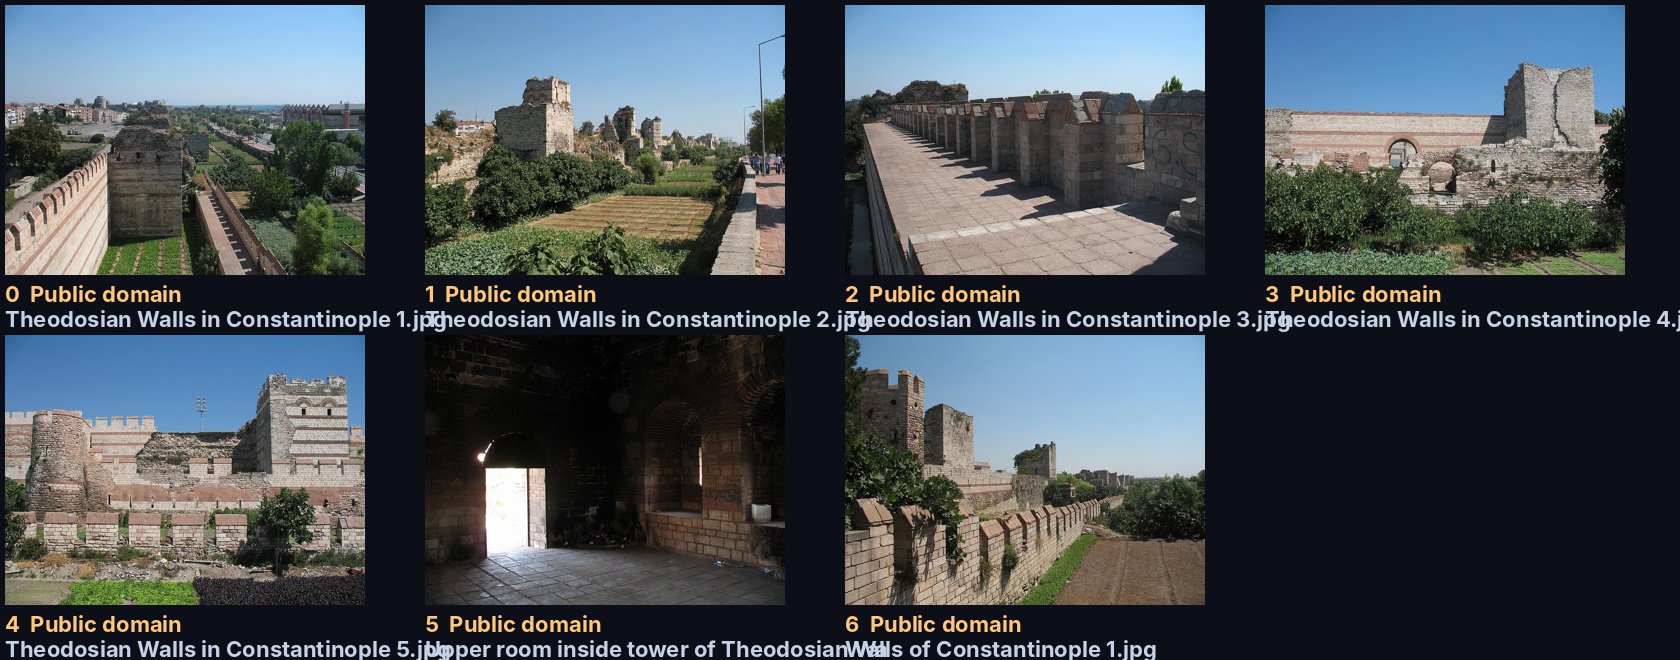 0 Public domain
Theodosian Walls in Constantinople 1.jpg
1 Public domain
Theodosian Walls in Constantinople 2.jpg
2 Public domain
Theodosian Walls in Constantinople 3.jpg
3 Public domain
Theodosian Walls in Constantinople 4.j
4 Public domain
Theodosian Walls in Constantinople 5.jpg
5 Public domain
Upper room inside tower of Theodosian
6 Public domain
Walls of Constantinople 1.jpg